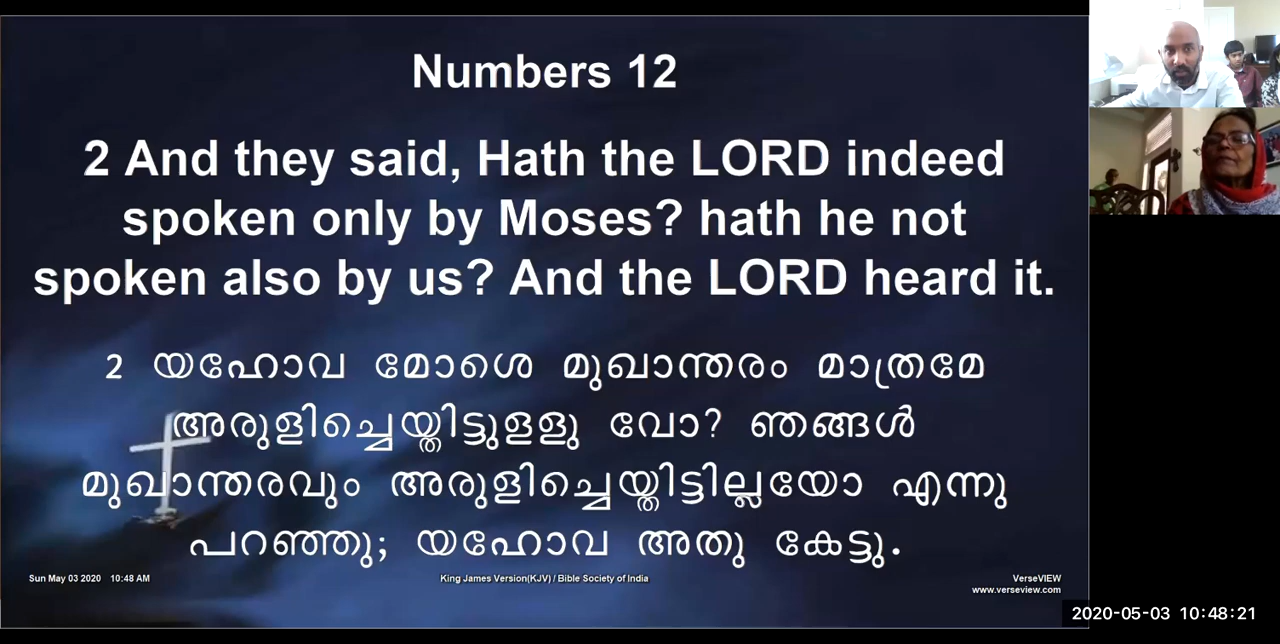 Numbers 12
2 And they said, Hath the LORD indeed
spoken only by Moses? hath he not
spoken also by us? And the LORD heard it.
2 യഹോവ മോശെ മുഖാന്തരം മാത്രമേ
അരുളിച്ചെയ്തിട്ടുളളു വോ? ഞങ്ങൾ
മുഖാന്തരവും അരുളിച്ചെയ്തിട്ടില്ലയോ എന്നു
പറഞ്ഞു; യഹോവ അതു കേട്ടു.
Sun May 03 2020 10:48 AM
King James Version(KJV) / Bible Society of India
VerseVIEW
www.verseview.com
2020-05-03 10:48:21